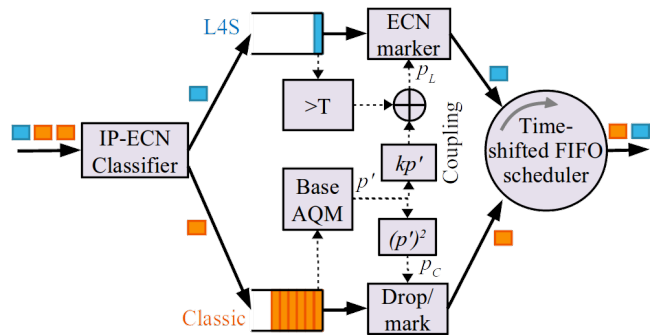 L4S
ECN
marker
p_L
>T
IP-ECN
Classifier
Time-
shifted FIFO
scheduler
kp'
Coupling
Base
AQM
p'
(p')²
p_C
Classic
Drop/
mark